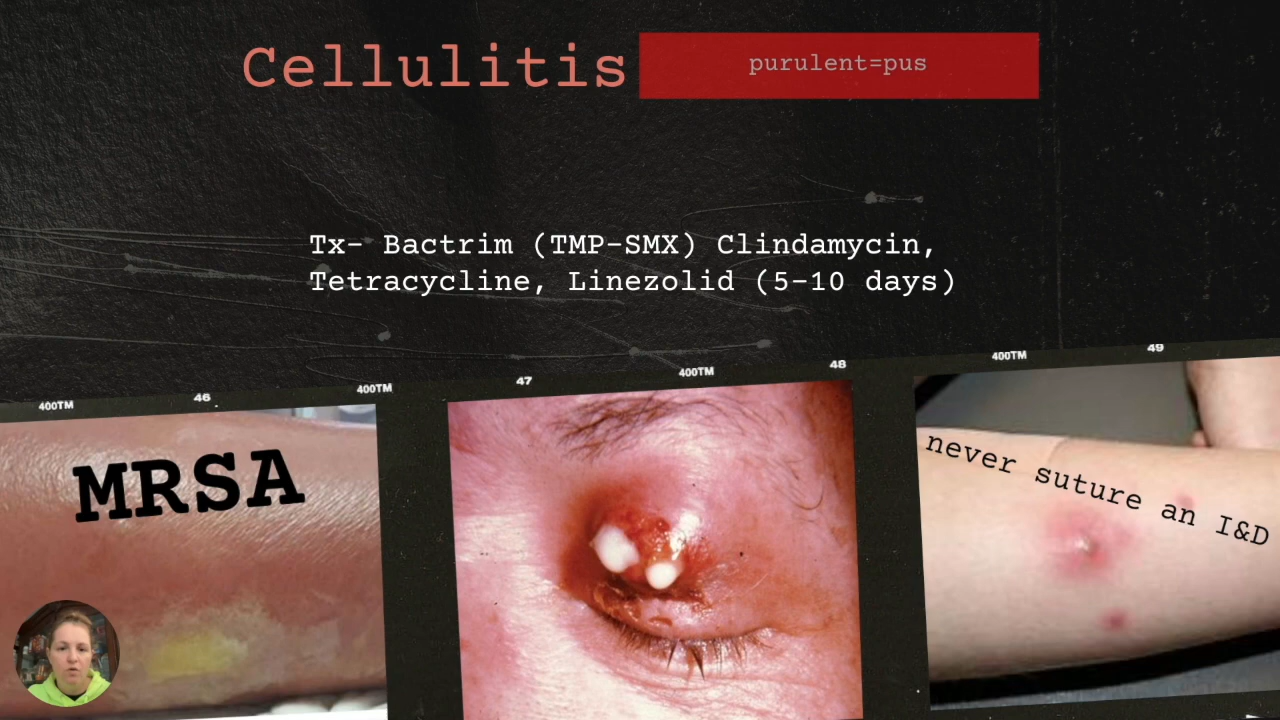 Cellulitis
purulent=pus
Tx- Bactrim (TMP-SMX) Clindamycin,
Tetracycline, Linezolid (5-10 days)
400TM
46
400TM
47
400TM
48
400TM
49
MRSA
never suture an I&D